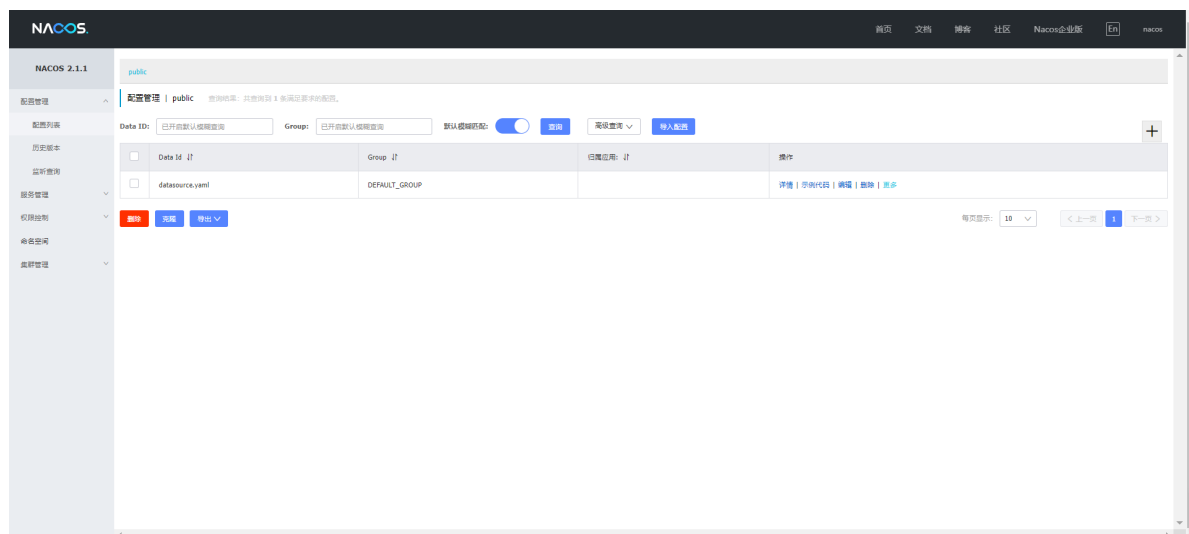 NACOS.
首页 文档 博客 社区 Nacos企业版 En nacos
NACOS 2.1.1
public
配置管理
配置列表
历史版本
监听查询
服务管理
权限控制
命名空间
集群管理
配置管理 | public 查询结果：共查询到 1 条满足要求的配置。
Data ID: 已开启默认模糊查询 Group: 已开启默认模糊查询 默认模糊匹配: 查询 高级查询 导入配置
Data Id Group 归属应用: 操作
datasource.yaml DEFAULT_GROUP 详情 | 示例代码 | 编辑 | 删除 | 更多
删除 克隆 导出 每页显示: 10 < 上一页 1 下一页 >